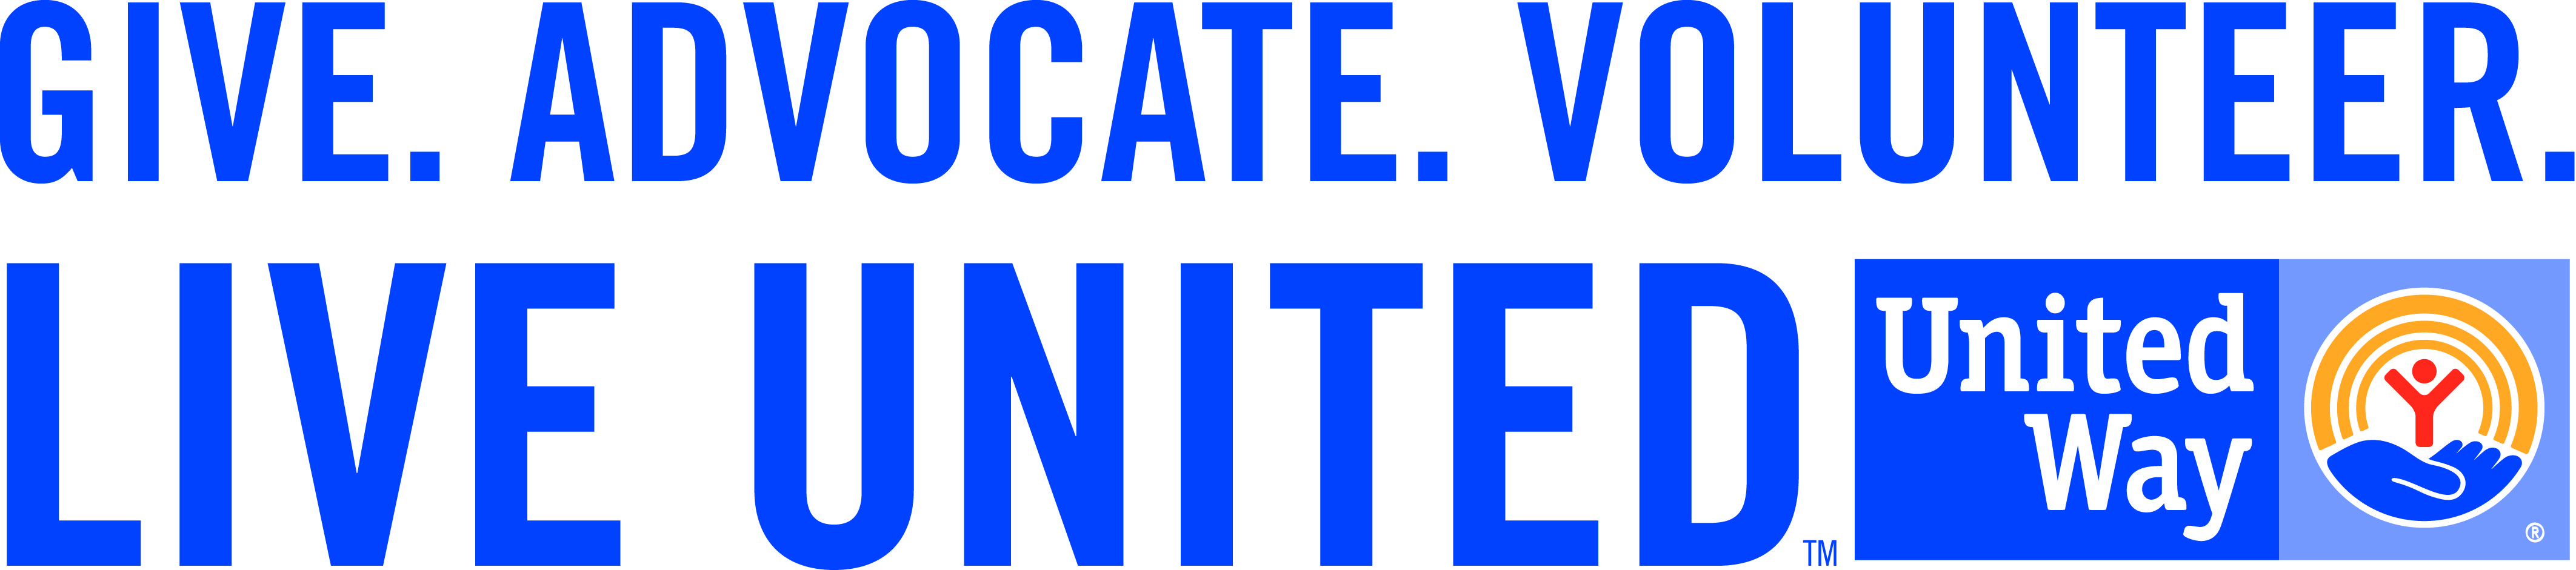 GIVE. ADVOCATE. VOLUNTEER.
LIVE UNITED™
United
Way
®